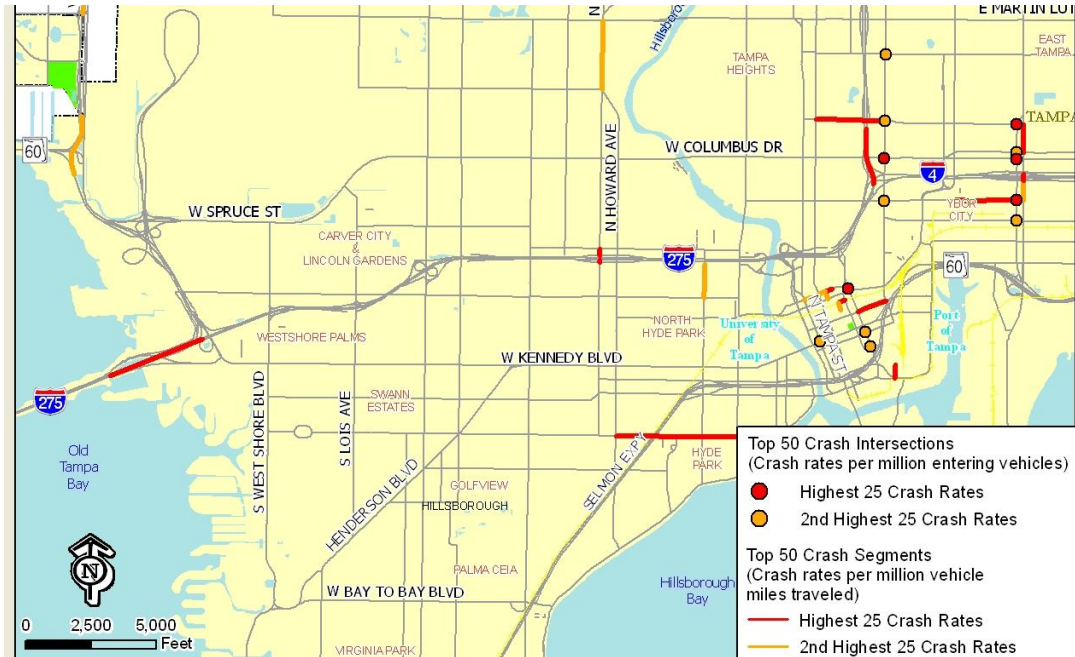 E MARTIN LUT
N
Hillsborough
EAST
TAMPA
TAMPA
HEIGHTS
TAMPA
60
W COLUMBUS DR
N HOWARD AVE
4
W SPRUCE ST
YBOR
CITY
CARVER CITY
&
LINCOLN GARDENS
275
60
NORTH
HYDE PARK
University
of
Tampa
N TAMPA ST
Port
of
Tampa
WESTSHORE PALMS
W KENNEDY BLVD
275
S WEST SHORE BLVD
S LOIS AVE
SWANN
ESTATES
Old
Tampa
Bay
HYDE
PARK
SELMON EXPY
HENDERSON BLVD
GOLFVIEW
HILLSBOROUGH
PALMA CEIA
Hillsborough
Bay
W BAY TO BAY BLVD
VIRGINIA PARK
N
0 2,500 5,000
Feet
Top 50 Crash Intersections
(Crash rates per million entering vehicles)
Highest 25 Crash Rates
2nd Highest 25 Crash Rates
Top 50 Crash Segments
(Crash rates per million vehicle
miles traveled)
Highest 25 Crash Rates
2nd Highest 25 Crash Rates